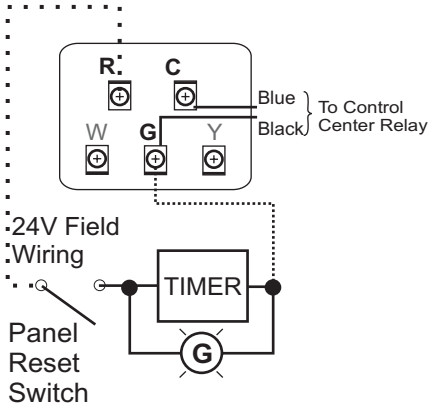 R
C
Blue
To Control
Center Relay
Black
W
G
Y
24V Field
Wiring
TIMER
G
Panel
Reset
Switch